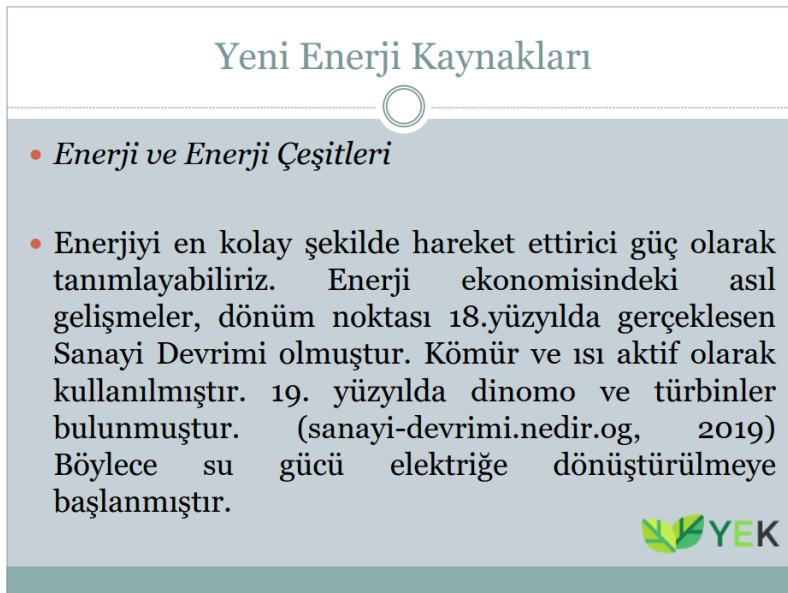 Yeni Enerji Kaynakları
• Enerji ve Enerji Çeşitleri
• Enerjiyi en kolay şekilde hareket ettirici güç olarak
tanımlayabiliriz. Enerji ekonomisindeki asıl
gelişmeler, dönüm noktası 18.yüzyılda gerçeklesen
Sanayi Devrimi olmuştur. Kömür ve ısı aktif olarak
kullanılmıştır. 19. yüzyılda dinomo ve türbinler
bulunmuştur. (sanayi-devrimi.nedir.og, 2019)
Böylece su gücü elektriğe dönüştürülmeye
başlanmıştır.
YEK